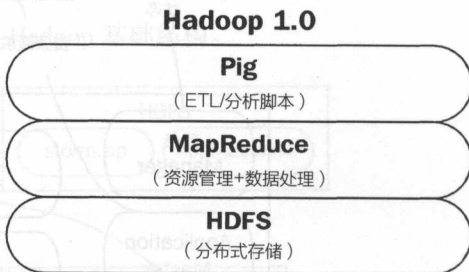 Hadoop 1.0
Pig
（ETL/分析脚本）
MapReduce
（资源管理+数据处理）
HDFS
（分布式存储）